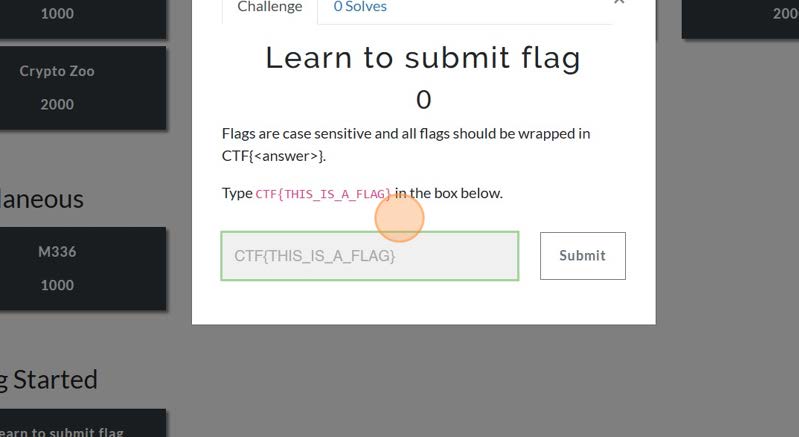 1000
Challenge
0 Solves
×
200
Learn to submit flag
0
Crypto Zoo
2000
Flags are case sensitive and all flags should be wrapped in
CTF{<answer>}.
Type CTF{THIS_IS_A_FLAG} in the box below.
laneous
M336
1000
CTF{THIS_IS_A_FLAG}
Submit
g Started
earn to submit flag